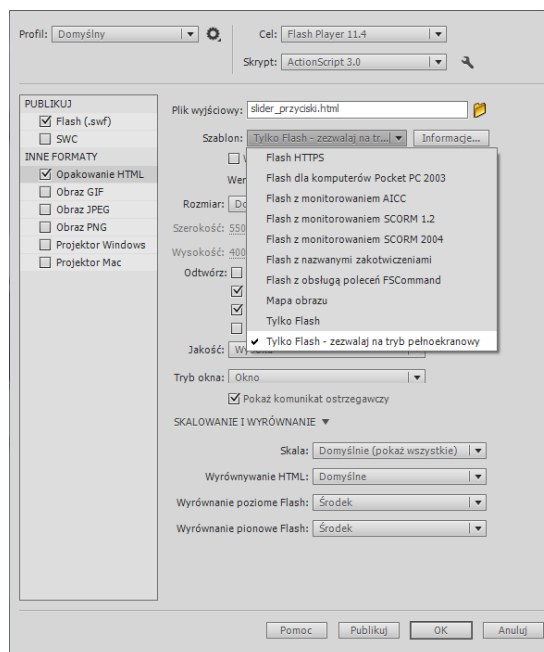 Profil: Domyślny Cel: Flash Player 11.4
Skrypt: ActionScript 3.0
PUBLIKUJ
Flash (.swf)
SWC
INNE FORMATY
Opakowanie HTML
Obraz GIF
Obraz JPEG
Obraz PNG
Projektor Windows
Projektor Mac
Plik wyjściowy: slider_przyciski.html
Szablon: Tylko Flash - zezwalaj na tr... Informacje...
Flash HTTPS
Flash dla komputerów Pocket PC 2003
Flash z monitorowaniem AICC
Flash z monitorowaniem SCORM 1.2
Flash z monitorowaniem SCORM 2004
Flash z nazwanymi zakotwiczeniami
Flash z obsługą poleceń FSCommand
Mapa obrazu
Tylko Flash
Tylko Flash - zezwalaj na tryb pełnoekranowy
Rozmiar:
Szerokość: 550
Wysokość: 400
Odtwórz:
Jakość:
Tryb okna: Okno
Pokaż komunikat ostrzegawczy
SKALOWANIE I WYRÓWNANIE
Skala: Domyślnie (pokaż wszystkie)
Wyrównywanie HTML: Domyślne
Wyrównanie poziome Flash: Środek
Wyrównanie pionowe Flash: Środek
Pomoc Publikuj OK Anuluj